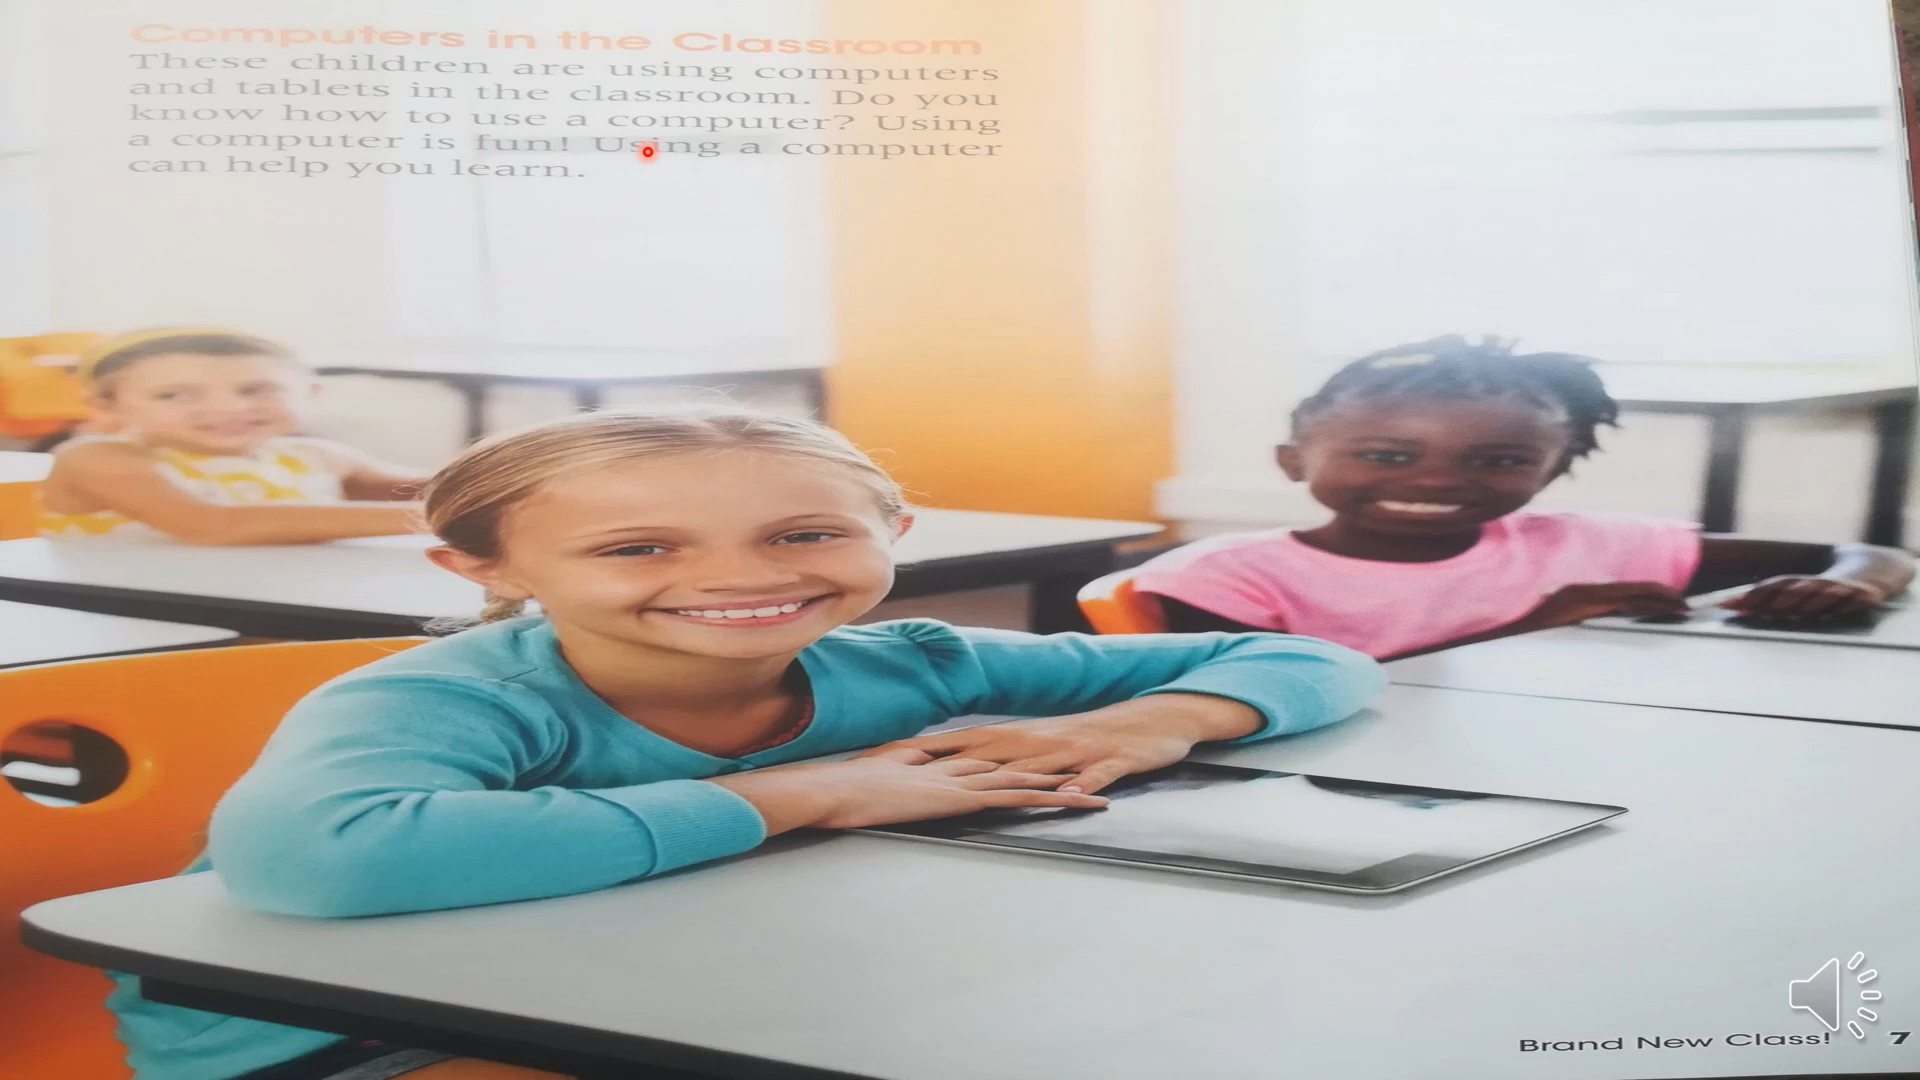 Computers in the Classroom
These children are using computers
and tablets in the classroom. Do you
know how to use a computer? Using
a computer is fun! Using a computer
can help you learn.
Brand New Class! 7